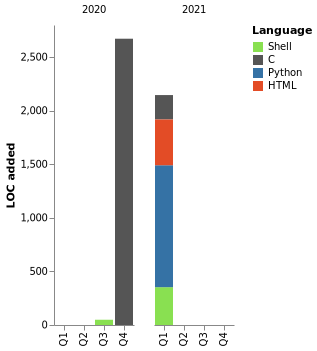 2020 2021
Language
Shell
C
Python
HTML
LOC added
2,500
2,000
1,500
1,000
500
0
Q1 Q2 Q3 Q4 Q1 Q2 Q3 Q4